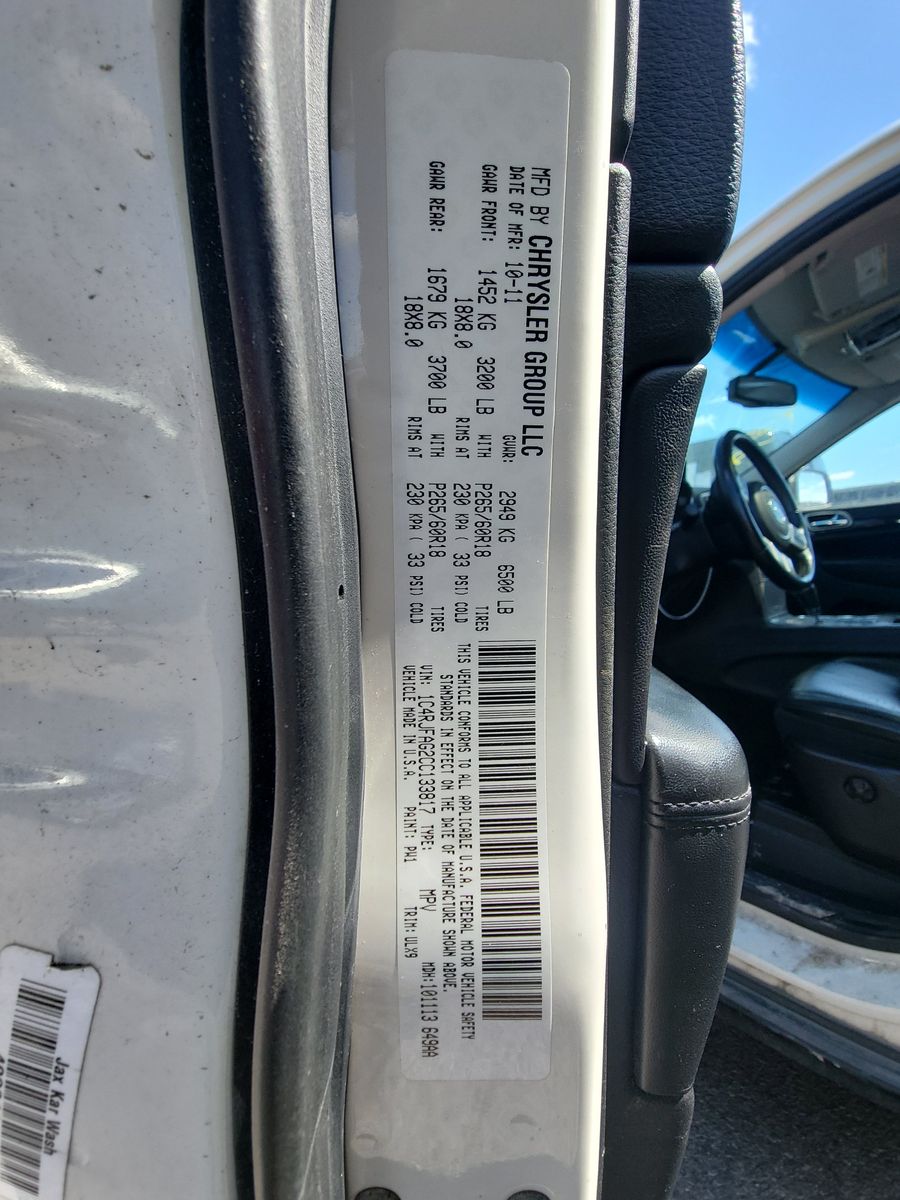 MFD BY CHRYSLER GROUP LLC
DATE OF MFR: 10-11 GVWR: 2949 KG 6500 LB
GAWR FRONT: 1452 KG 3200 LB WITH P265/60R18 TIRES
18X8.0 RIMS AT 230 KPA ( 33 PSI) COLD
GAWR REAR: 1679 KG 3700 LB WITH P265/60R18 TIRES
18X8.0 RIMS AT 230 KPA ( 33 PSI) COLD
THIS VEHICLE CONFORMS TO ALL APPLICABLE U.S.A. FEDERAL MOTOR VEHICLE SAFETY
STANDARDS IN EFFECT ON THE DATE OF MANUFACTURE SHOWN ABOVE.
VIN: 1C4RJFAG2CC133817 TYPE: MPV MDH:101113 649AA
VEHICLE MADE IN U.S.A. PAINT: PW1 TRIM: ULX9
Jax Kar Wash